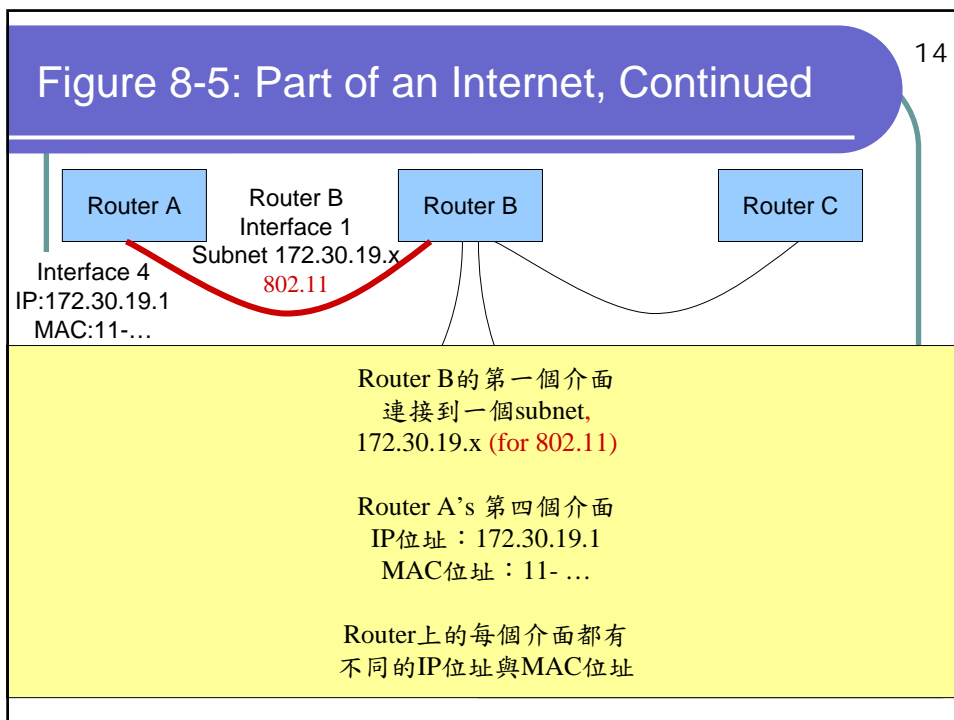 14
Figure 8-5: Part of an Internet, Continued
Router A
Router B
Interface 1
Subnet 172.30.19.x
802.11
Router B
Router C
Interface 4
IP:172.30.19.1
MAC:11-…
Router B的第一個介面
連接到一個subnet,
172.30.19.x (for 802.11)
Router A’s 第四個介面
IP位址：172.30.19.1
MAC位址：11- …
Router上的每個介面都有
不同的IP位址與MAC位址